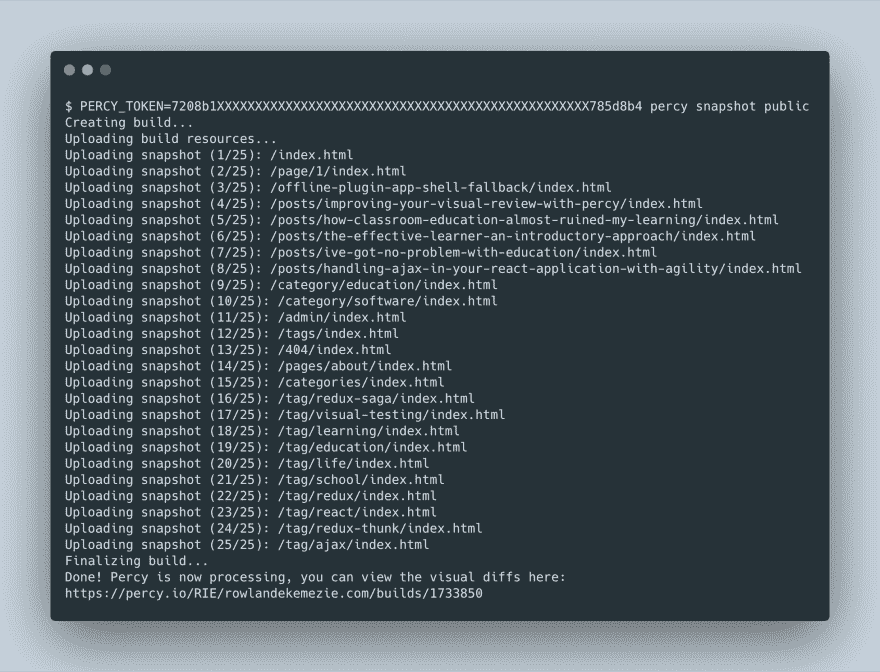 $ PERCY_TOKEN=7208b1XXXXXXXXXXXXXXXXXXXXXXXXXXXXXXXXXXXXXXXXXXXXXXXXX785d8b4 percy snapshot public
Creating build...
Uploading build resources...
Uploading snapshot (1/25): /index.html
Uploading snapshot (2/25): /page/1/index.html
Uploading snapshot (3/25): /offline-plugin-app-shell-fallback/index.html
Uploading snapshot (4/25): /posts/improving-your-visual-review-with-percy/index.html
Uploading snapshot (5/25): /posts/how-classroom-education-almost-ruined-my-learning/index.html
Uploading snapshot (6/25): /posts/the-effective-learner-an-introductory-approach/index.html
Uploading snapshot (7/25): /posts/ive-got-no-problem-with-education/index.html
Uploading snapshot (8/25): /posts/handling-ajax-in-your-react-application-with-agility/index.html
Uploading snapshot (9/25): /category/education/index.html
Uploading snapshot (10/25): /category/software/index.html
Uploading snapshot (11/25): /admin/index.html
Uploading snapshot (12/25): /tags/index.html
Uploading snapshot (13/25): /404/index.html
Uploading snapshot (14/25): /pages/about/index.html
Uploading snapshot (15/25): /categories/index.html
Uploading snapshot (16/25): /tag/redux-saga/index.html
Uploading snapshot (17/25): /tag/visual-testing/index.html
Uploading snapshot (18/25): /tag/learning/index.html
Uploading snapshot (19/25): /tag/education/index.html
Uploading snapshot (20/25): /tag/life/index.html
Uploading snapshot (21/25): /tag/school/index.html
Uploading snapshot (22/25): /tag/redux/index.html
Uploading snapshot (23/25): /tag/react/index.html
Uploading snapshot (24/25): /tag/redux-thunk/index.html
Uploading snapshot (25/25): /tag/ajax/index.html
Finalizing build...
Done! Percy is now processing, you can view the visual diffs here:
https://percy.io/RIE/rowlandekemezie.com/builds/1733850